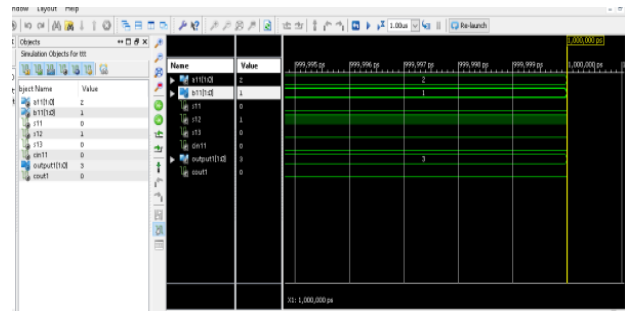 ndow Layout Help
1.00us Re-launch
Objects
Simulation Objects for ttt
bject Name Value
a11[1:0] 2
b11[1:0] 1
s11 0
s12 1
s13 0
cin11 0
output1[1:0] 3
cout1 0
Name Value
a11[1:0] 2
b11[1:0] 1
s11 0
s12 1
s13 0
cin11 0
output1[1:0] 3
cout1 0
1,000,000 ps
999,995 ps 999,996 ps 999,997 ps 999,998 ps 999,999 ps 1,000,000 ps
2
1
3
X1: 1,000,000 ps